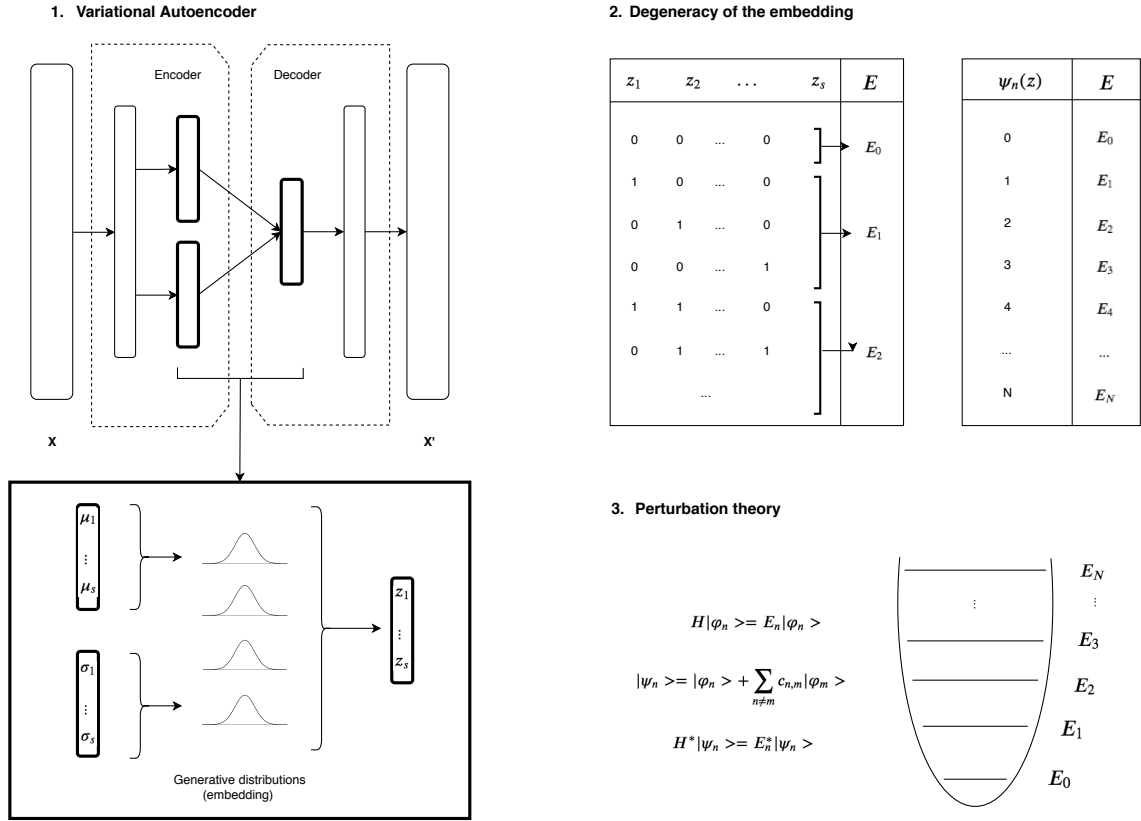 1. Variational Autoencoder
Encoder
Decoder
X
X'
μ₁
⋮
μₛ
σ₁
⋮
σₛ
z₁
⋮
zₛ
Generative distributions
(embedding)
2. Degeneracy of the embedding
z₁ z₂ ... zₛ E
0 0 ... 0 E₀
1 0 ... 0
0 1 ... 0 E₁
0 0 ... 1
1 1 ... 0
0 1 ... 1 E₂
...
ψₙ(z) E
0 E₀
1 E₁
2 E₂
3 E₃
4 E₄
... ...
N E_N
3. Perturbation theory
H|φₙ >= Eₙ|φₙ >
|ψₙ >= |φₙ > + ∑_{n≠m} c_{n,m}|φₘ >
H*|ψₙ >= Eₙ*|ψₙ >
E_N
⋮ ⋮
E₃
E₂
E₁
E₀